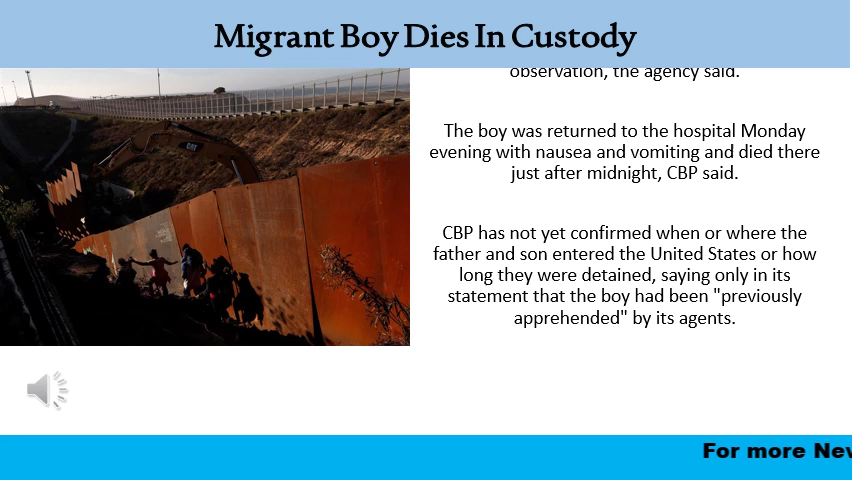 Migrant Boy Dies In Custody
observation, the agency said.
The boy was returned to the hospital Monday
evening with nausea and vomiting and died there
just after midnight, CBP said.
CBP has not yet confirmed when or where the
father and son entered the United States or how
long they were detained, saying only in its
statement that the boy had been "previously
apprehended" by its agents.
CAT
For more